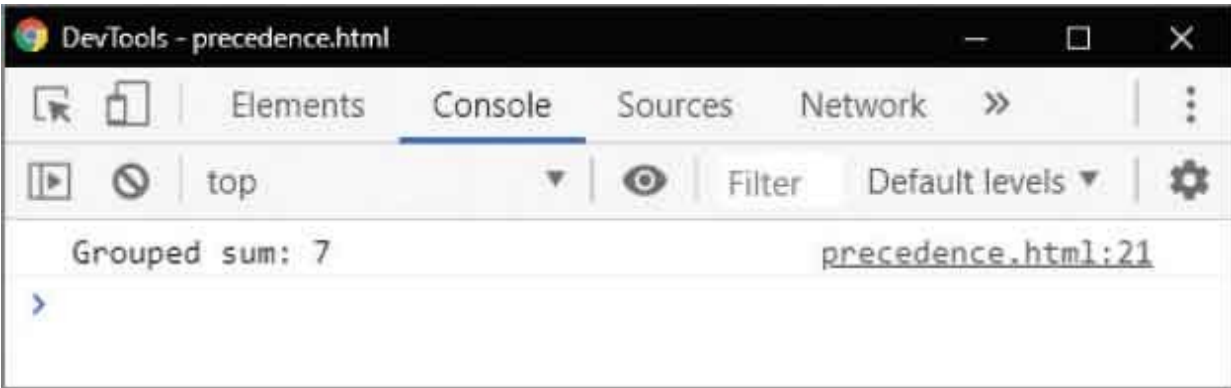 DevTools - precedence.html
Elements Console Sources Network »
top Filter Default levels
Grouped sum: 7 precedence.html:21
>